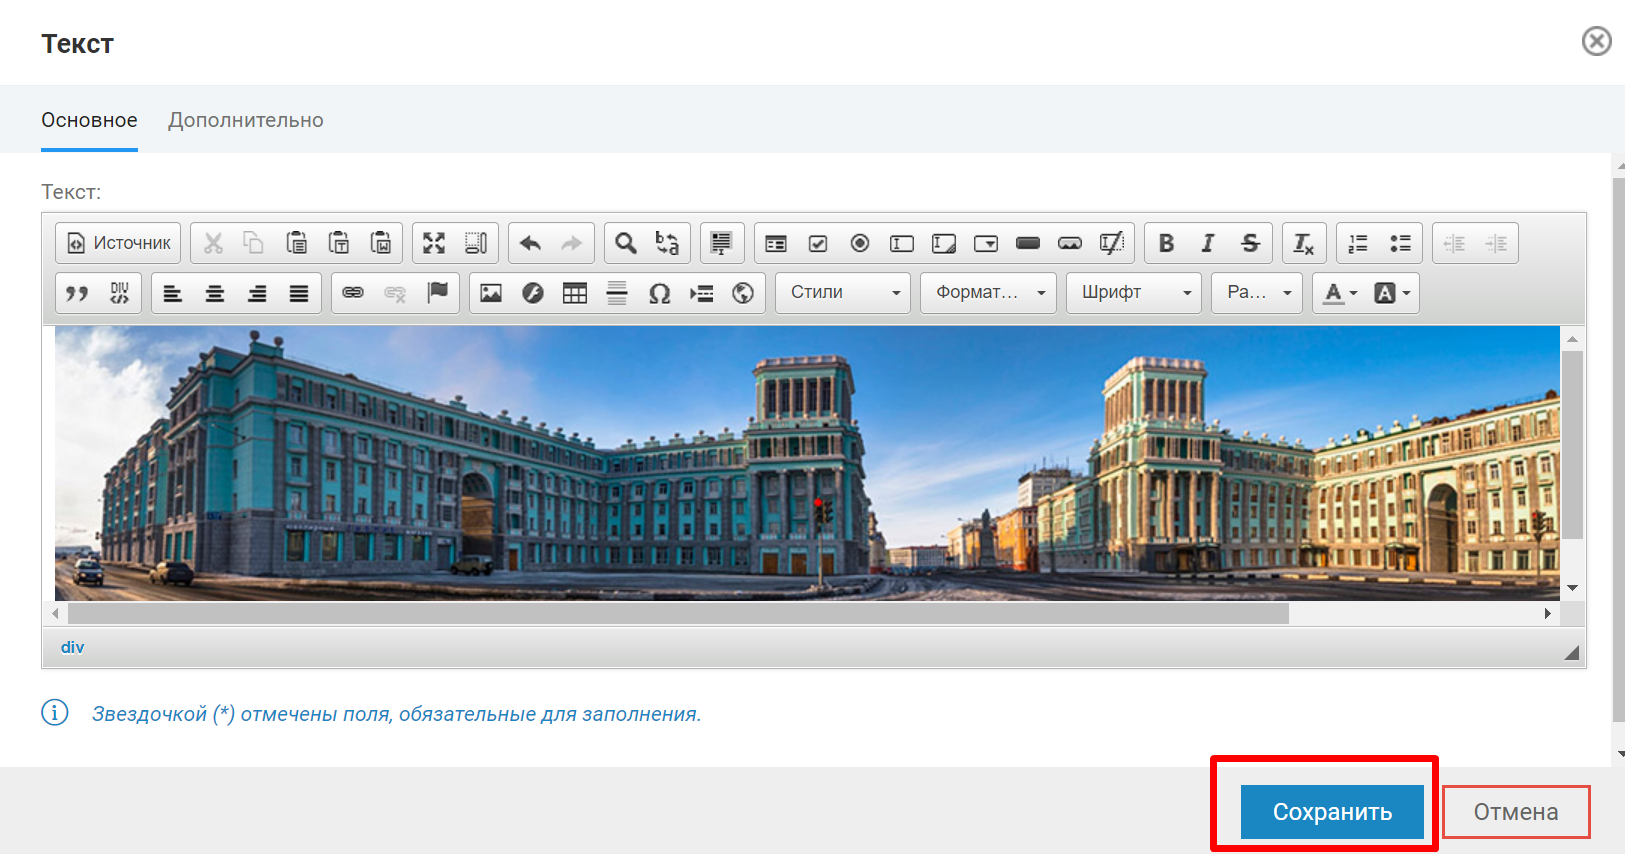 Текст
Основное Дополнительно
Текст:
Источник
Стили Формат... Шрифт Ра...
div
Звездочкой (*) отмечены поля, обязательные для заполнения.
Сохранить Отмена